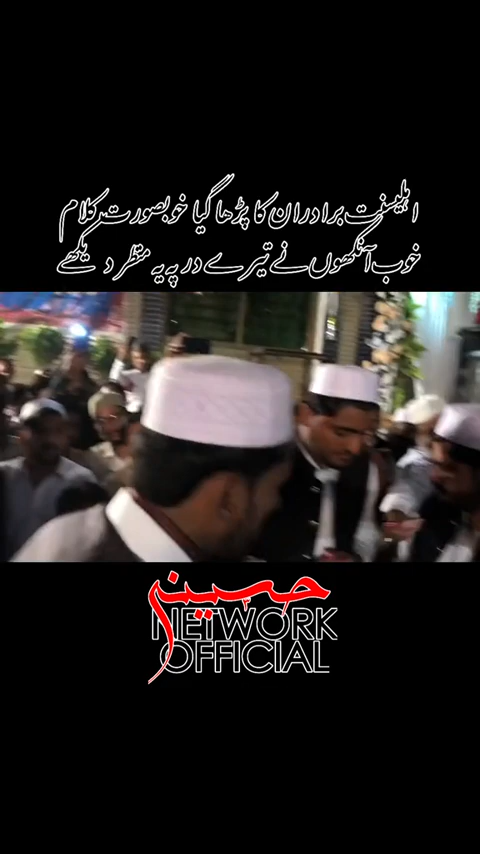 اہلسنت برادران کا پڑھا گیا خوبصورت کلام
خوب آنکھوں نے تیرے در پہ یہ منظر دیکھے
حسینؑ
NETWORK
OFFICIAL